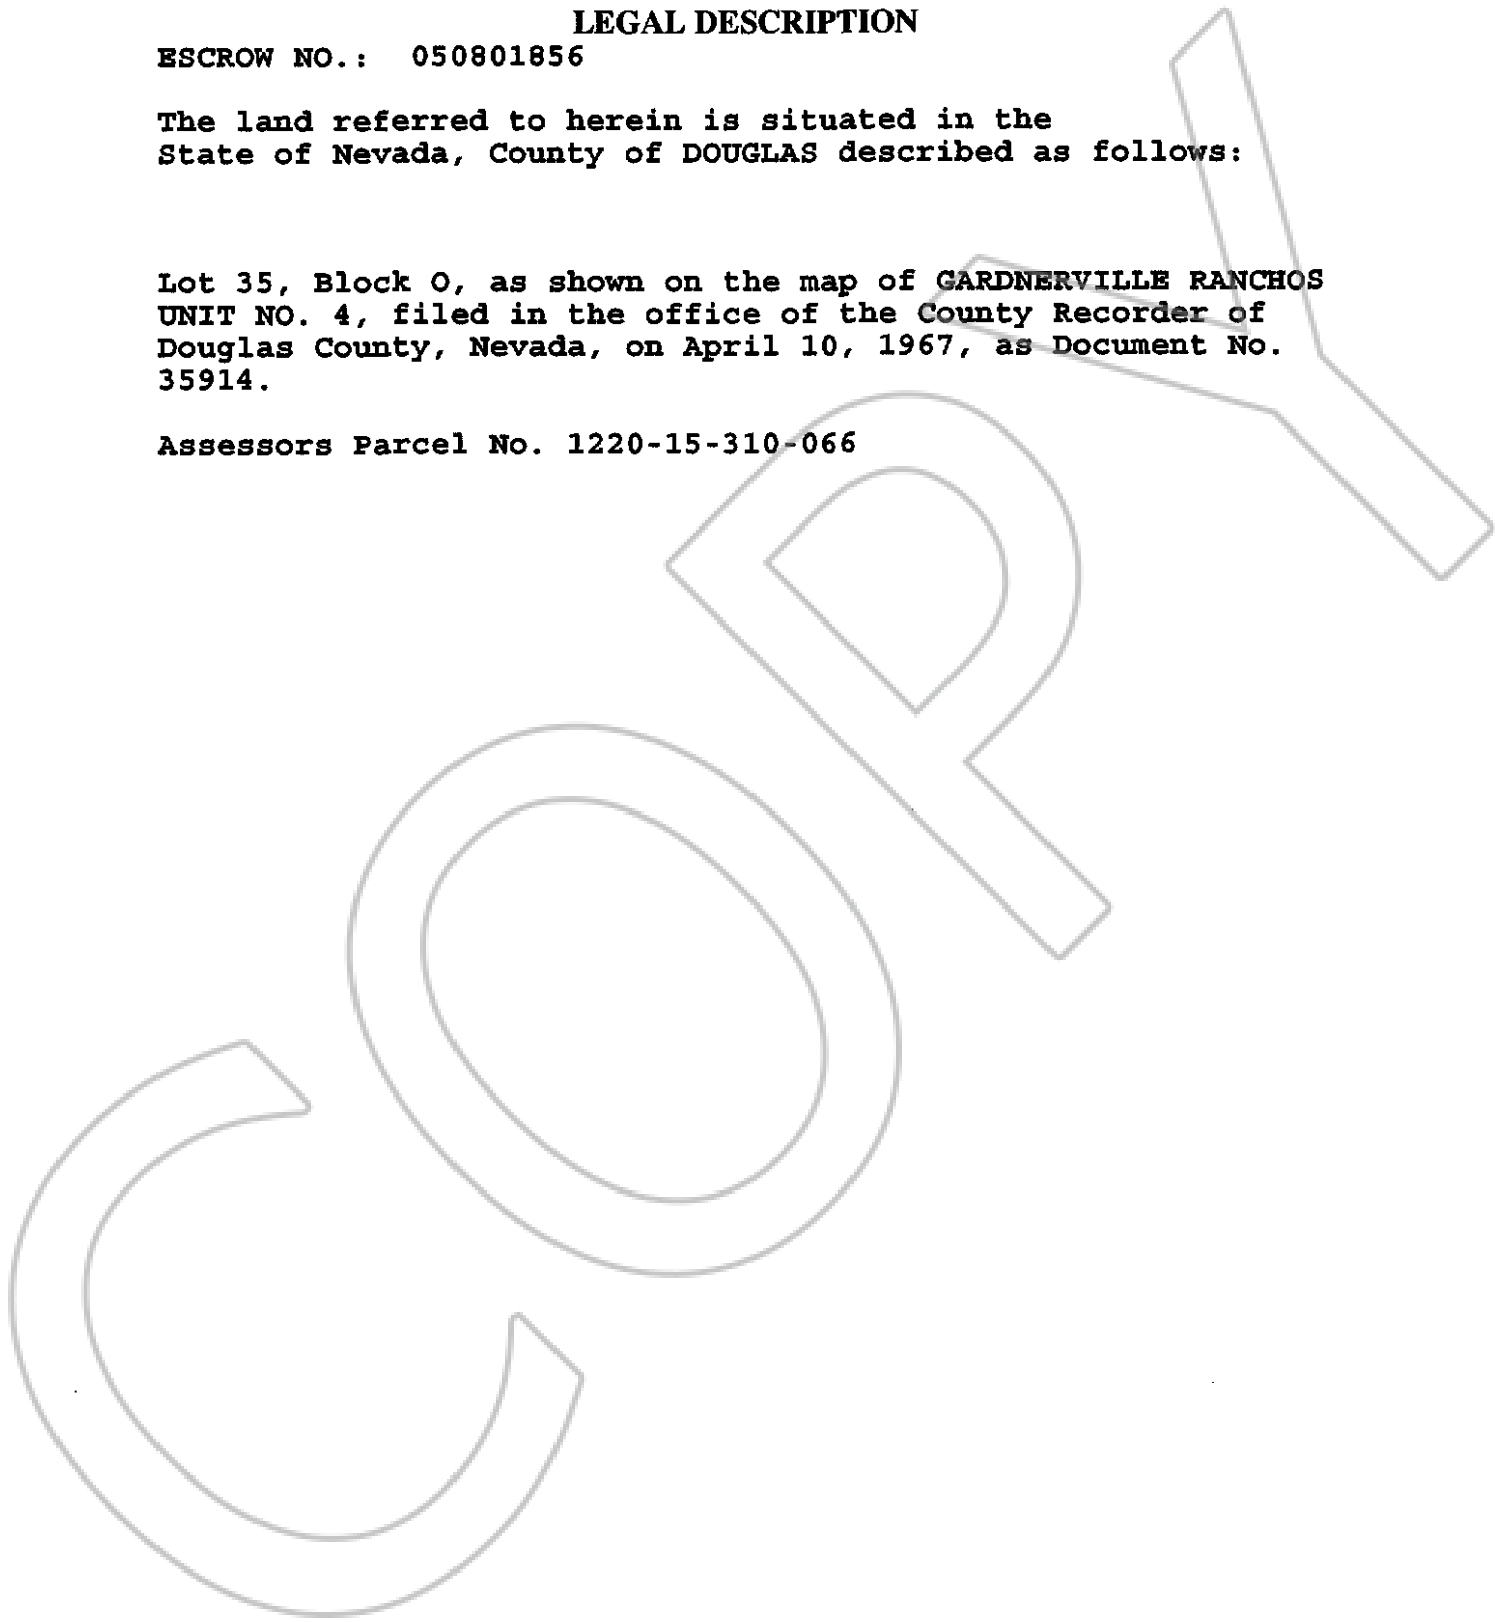 LEGAL DESCRIPTION
ESCROW NO.: 050801856
The land referred to herein is situated in the
State of Nevada, County of DOUGLAS described as follows:
Lot 35, Block O, as shown on the map of GARDNERVILLE RANCHOS
UNIT NO. 4, filed in the office of the County Recorder of
Douglas County, Nevada, on April 10, 1967, as Document No.
35914.
Assessors Parcel No. 1220-15-310-066
COPY